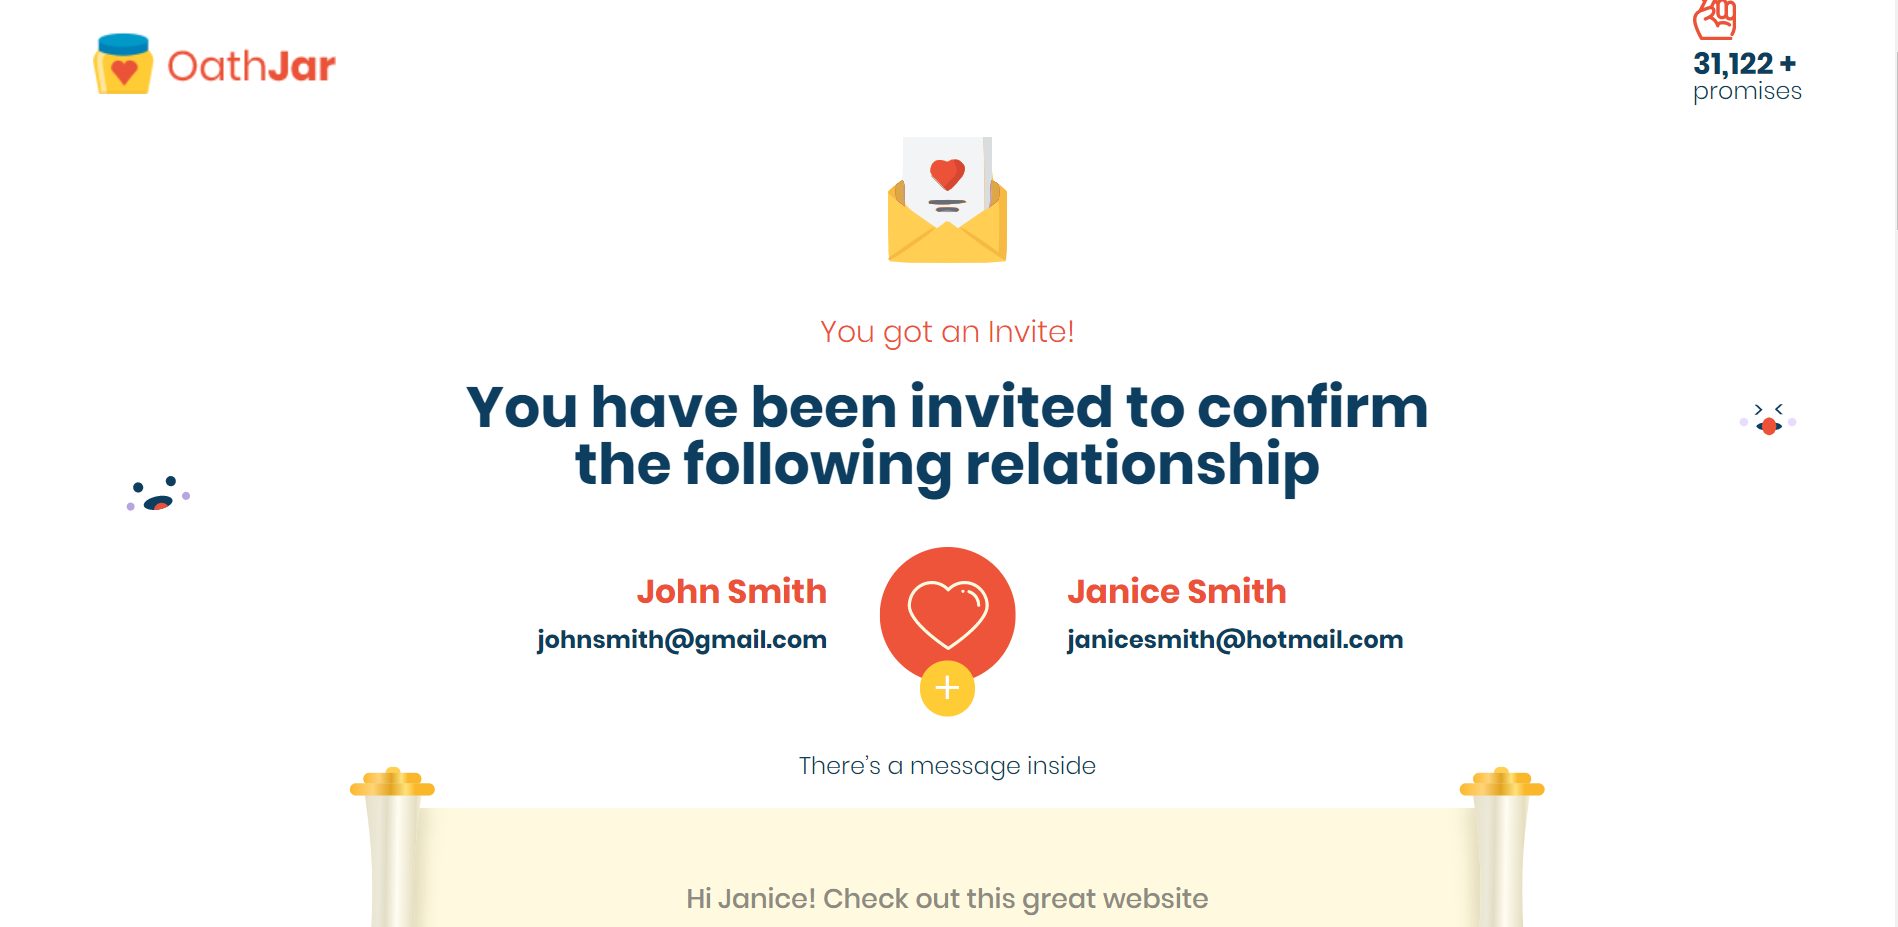 OathJar
31,122 +
promises
You got an Invite!
You have been invited to confirm
the following relationship
John Smith
johnsmith@gmail.com
Janice Smith
janicesmith@hotmail.com
There's a message inside
Hi Janice! Check out this great website